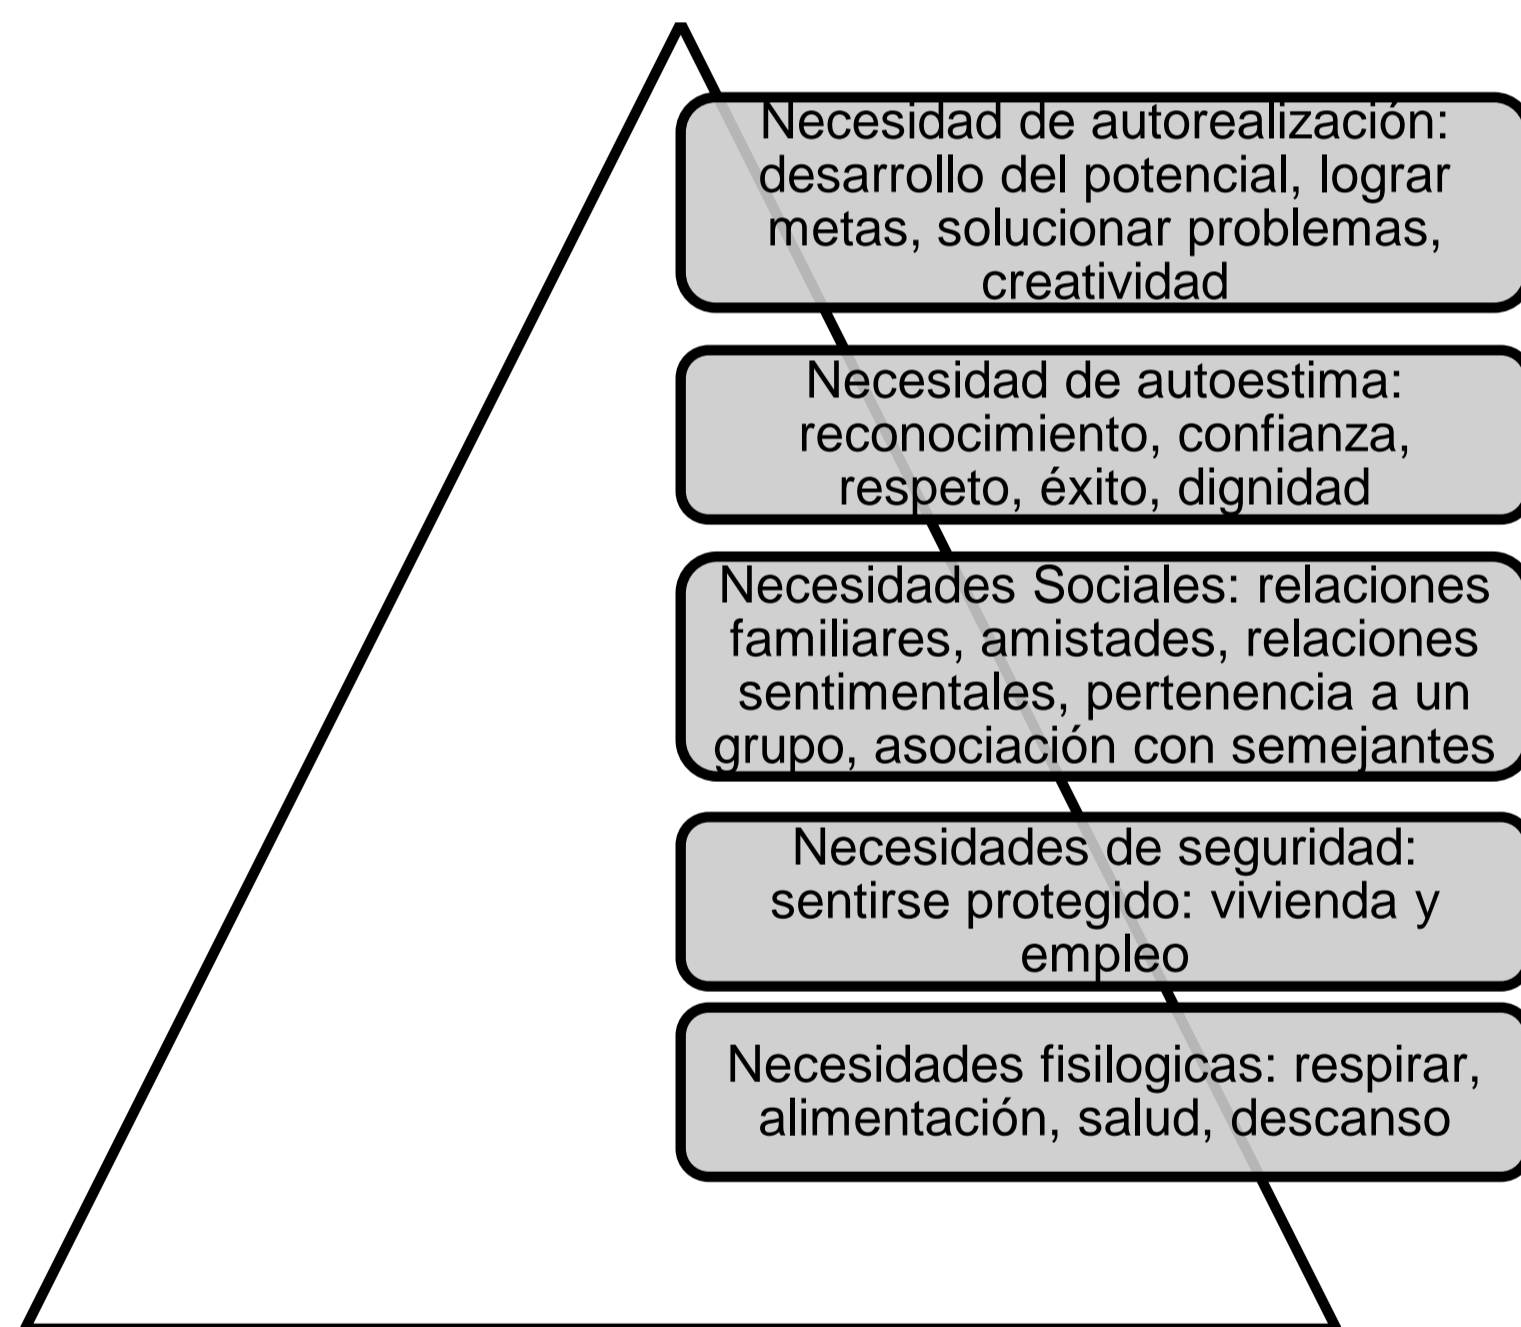 Necesidad de autorealización:
desarrollo del potencial, lograr
metas, solucionar problemas,
creatividad
Necesidad de autoestima:
reconocimiento, confianza,
respeto, éxito, dignidad
Necesidades Sociales: relaciones
familiares, amistades, relaciones
sentimentales, pertenencia a un
grupo, asociación con semejantes
Necesidades de seguridad:
sentirse protegido: vivienda y
empleo
Necesidades fisilogicas: respirar,
alimentación, salud, descanso